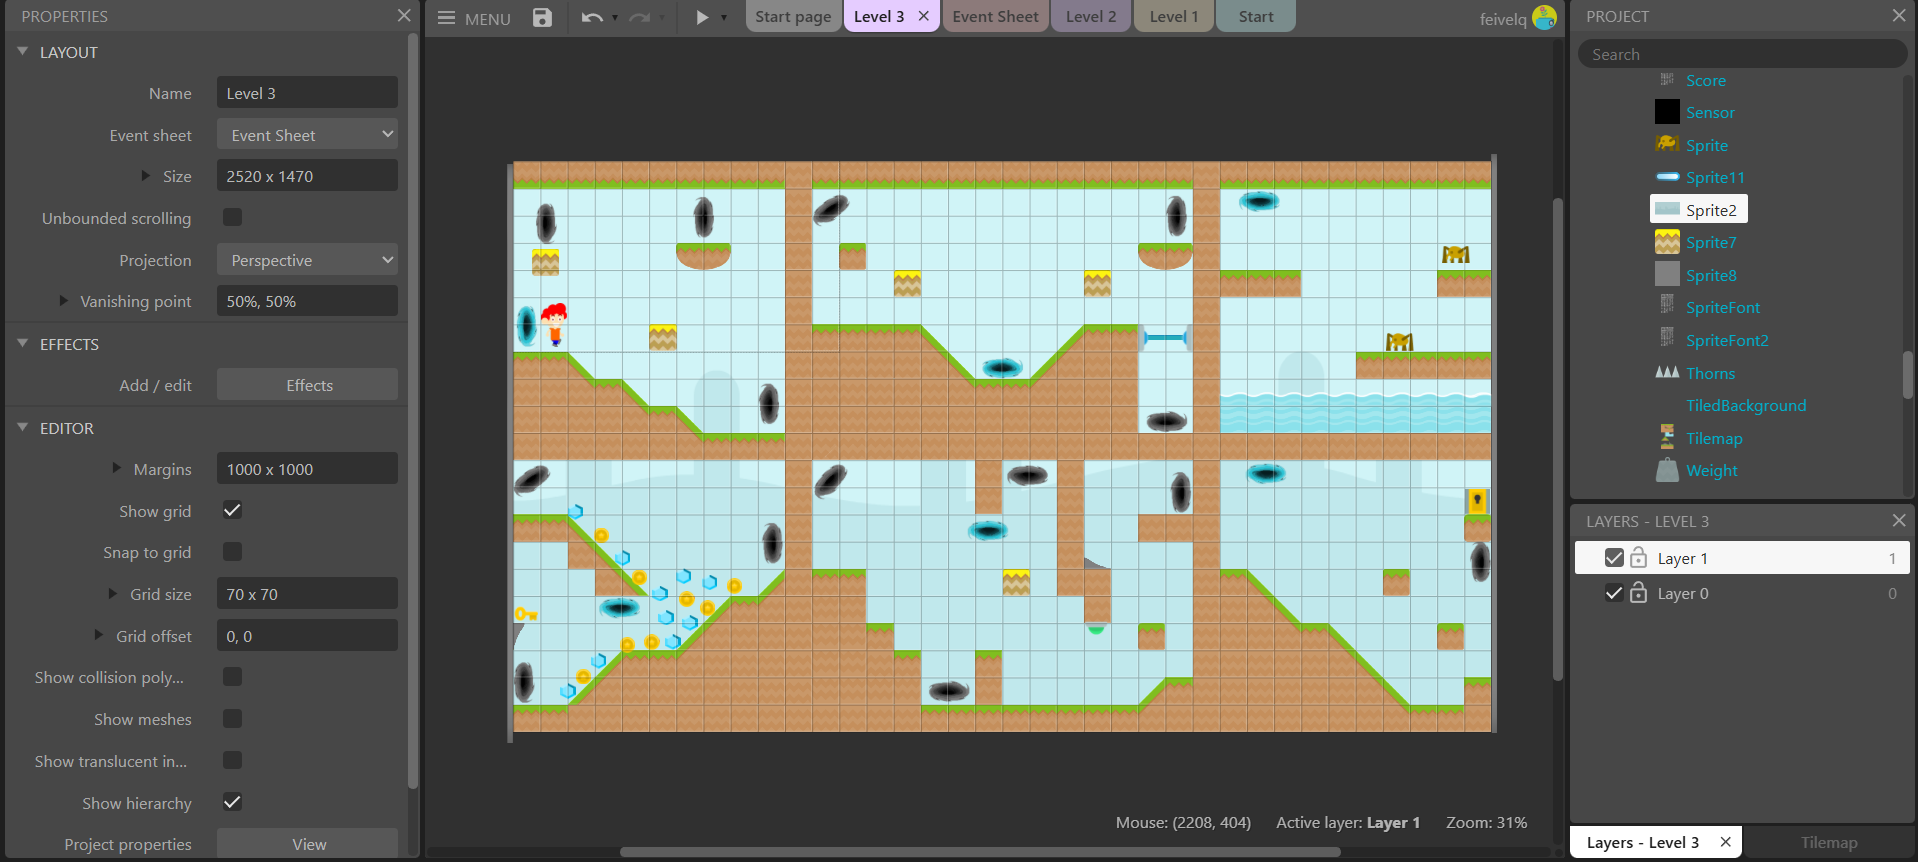 PROPERTIES
LAYOUT
Name Level 3
Event sheet Event Sheet
Size 2520 x 1470
Unbounded scrolling
Projection Perspective
Vanishing point 50%, 50%
EFFECTS
Add / edit Effects
EDITOR
Margins 1000 x 1000
Show grid
Snap to grid
Grid size 70 x 70
Grid offset 0, 0
Show collision poly...
Show meshes
Show translucent in...
Show hierarchy
Project properties View
MENU
Start page
Level 3
Event Sheet
Level 2
Level 1
Start
feivelq
Mouse: (2208, 404) Active layer: Layer 1 Zoom: 31%
PROJECT
Search
Score
Sensor
Sprite
Sprite11
Sprite2
Sprite7
Sprite8
SpriteFont
SpriteFont2
Thorns
TiledBackground
Tilemap
Weight
LAYERS - LEVEL 3
Layer 1 1
Layer 0 0
Layers - Level 3
Tilemap